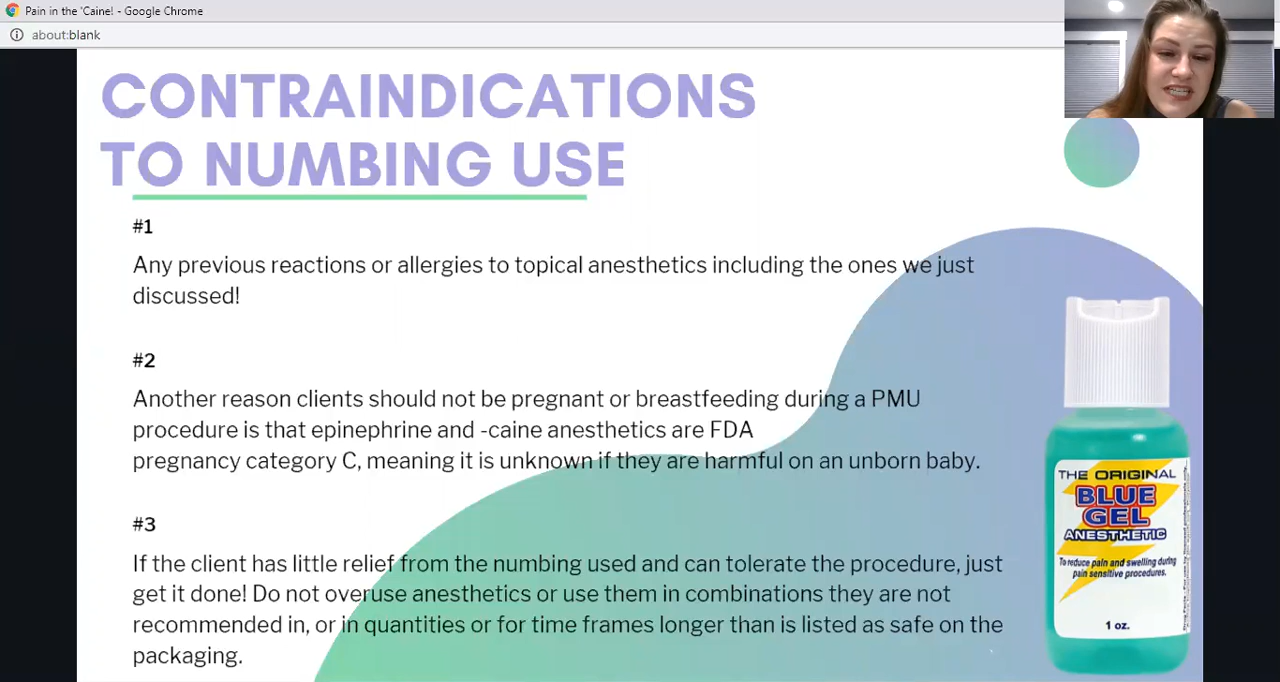 Pain in the 'Caine! - Google Chrome
about:blank
CONTRAINDICATIONS
TO NUMBING USE
#1
Any previous reactions or allergies to topical anesthetics including the ones we just
discussed!
#2
Another reason clients should not be pregnant or breastfeeding during a PMU
procedure is that epinephrine and -caine anesthetics are FDA
pregnancy category C, meaning it is unknown if they are harmful on an unborn baby.
#3
If the client has little relief from the numbing used and can tolerate the procedure, just
get it done! Do not overuse anesthetics or use them in combinations they are not
recommended in, or in quantities or for time frames longer than is listed as safe on the
packaging.
THE ORIGINAL
BLUE
GEL
ANESTHETIC
To reduce pain and swelling during
pain sensitive procedures.
1 oz.